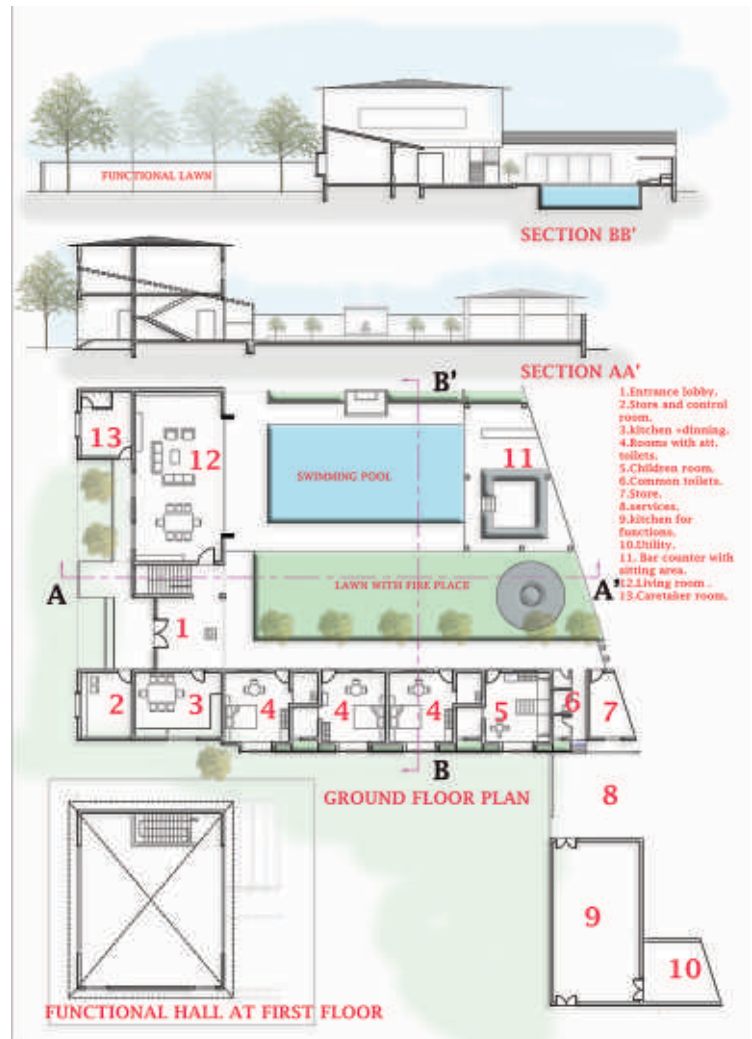 FUNCTIONAL LAWN
SECTION BB'
SECTION AA'
B'
1.Entrance lobby.
2.Store and control
room.
3.kitchen +dinning.
4.Rooms with att.
toilets.
5.Children room.
6.Common toilets.
7.Store.
8.services.
9.kitchen for
functions.
10.Utility.
11. Bar counter with
sitting area.
12.Living room .
13.Caretaker room.
13
12
SWIMMING POOL
11
A
LAWN WITH FIRE PLACE
A'
1
2
3
4
4
4
5
6
7
B
GROUND FLOOR PLAN
8
9
10
FUNCTIONAL HALL AT FIRST FLOOR